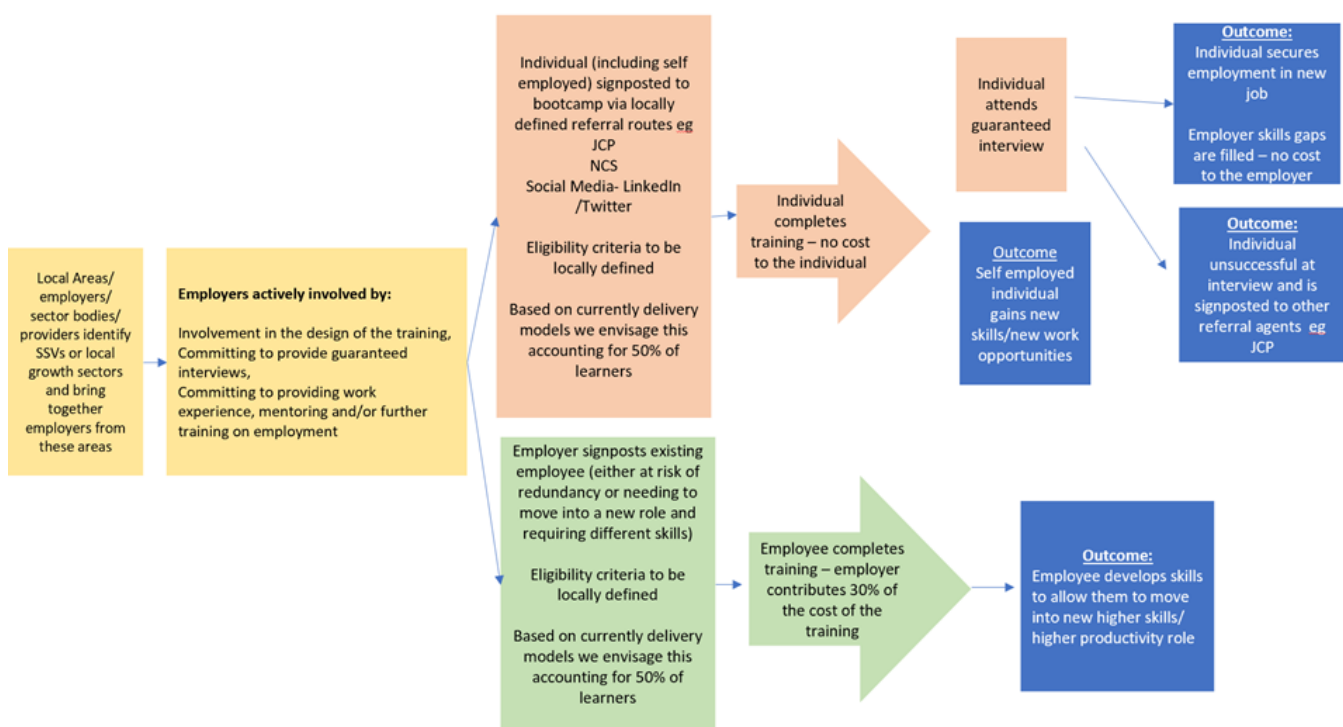 Local Areas/
employers/
sector bodies/
providers identify
SSVs or local
growth sectors
and bring
together
employers from
these areas
Employers actively involved by:
Involvement in the design of the training,
Committing to provide guaranteed
interviews,
Committing to providing work
experience, mentoring and/or further
training on employment
Individual (including self
employed) signposted to
bootcamp via locally
defined referral routes eg
JCP
NCS
Social Media- LinkedIn
/Twitter
Eligibility criteria to be
locally defined
Based on currently delivery
models we envisage this
accounting for 50% of
learners
Individual
completes
training – no cost
to the individual
Individual
attends
guaranteed
interview
Outcome:
Individual secures
employment in new
job
Employer skills gaps
are filled – no cost
to the employer
Outcome
Self employed
individual
gains new
skills/new work
opportunities
Outcome:
Individual
unsuccessful at
interview and is
signposted to other
referral agents eg
JCP
Employer signposts existing
employee (either at risk of
redundancy or needing to
move into a new role and
requiring different skills)
Eligibility criteria to be
locally defined
Based on currently delivery
models we envisage this
accounting for 50% of
learners
Employee completes
training – employer
contributes 30% of
the cost of the
training
Outcome:
Employee develops skills
to allow them to move
into new higher skills/
higher productivity role